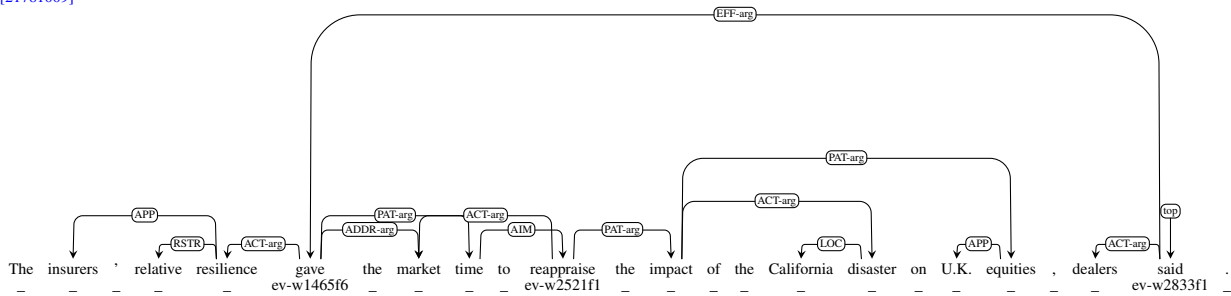 EFF-arg
PAT-arg
ACT-arg
top
APP PAT-arg ACT-arg
RSTR ACT-arg ADDR-arg AIM PAT-arg LOC APP ACT-arg
The insurers ’ relative resilience gave the market time to reappraise the impact of the California disaster on U.K. equities , dealers said .
_ _ _ _ _ ev-w1465f6 _ _ _ _ ev-w2521f1 _ _ _ _ _ _ _ _ _ _ _ ev-w2833f1 _